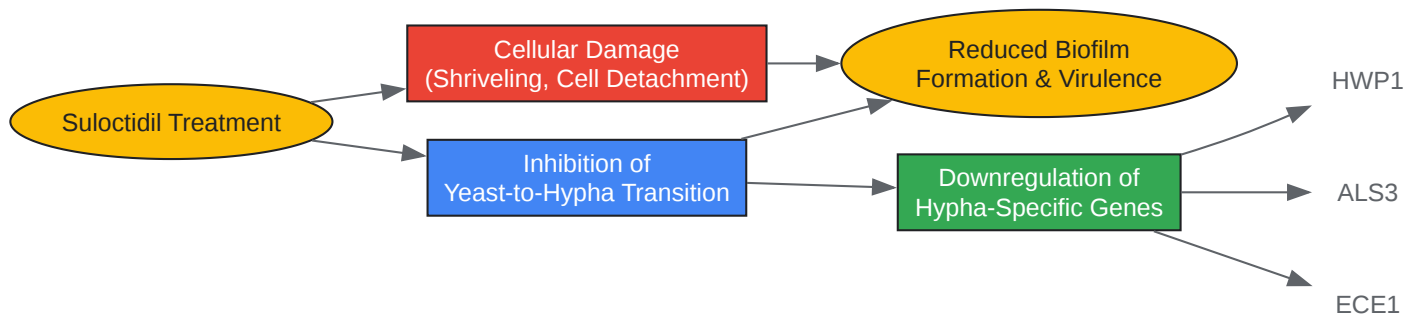 Suloctidil Treatment
Cellular Damage
(Shriveling, Cell Detachment)
Inhibition of
Yeast-to-Hypha Transition
Reduced Biofilm
Formation & Virulence
Downregulation of
Hypha-Specific Genes
HWP1
ALS3
ECE1